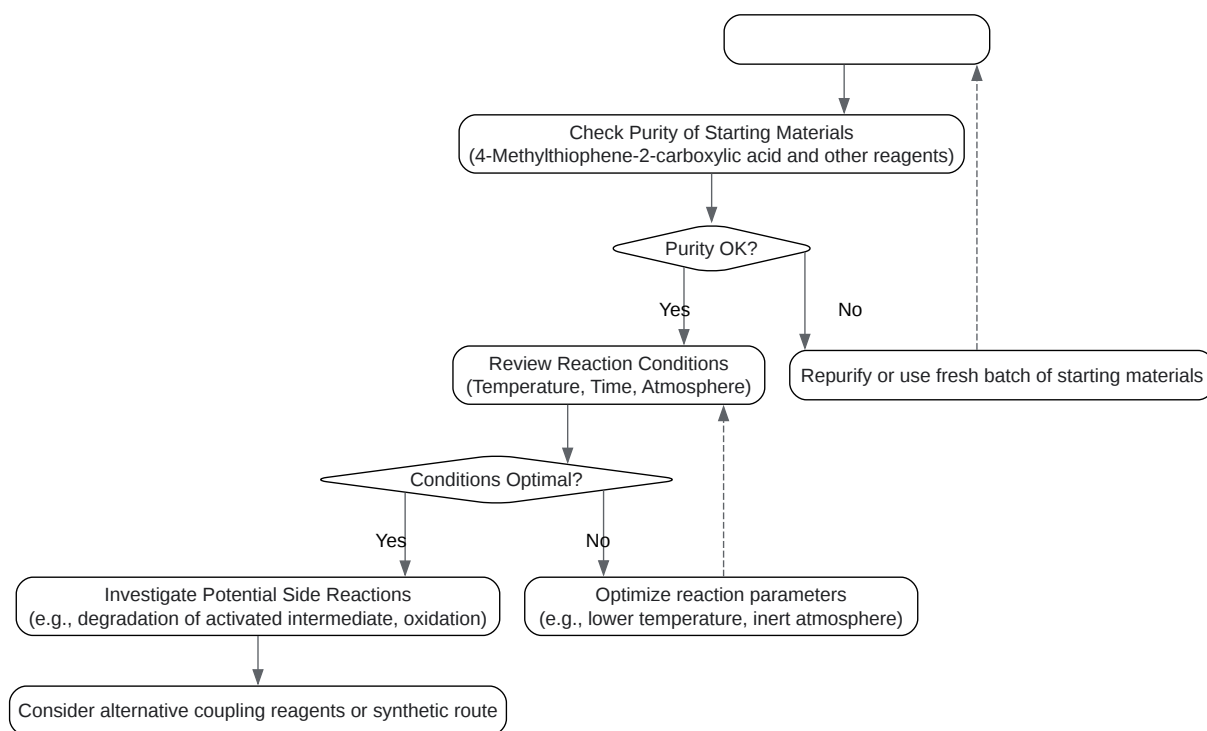 Check Purity of Starting Materials
(4-Methylthiophene-2-carboxylic acid and other reagents)
Purity OK?
Yes
No
Review Reaction Conditions
(Temperature, Time, Atmosphere)
Repurify or use fresh batch of starting materials
Conditions Optimal?
Yes
No
Investigate Potential Side Reactions
(e.g., degradation of activated intermediate, oxidation)
Optimize reaction parameters
(e.g., lower temperature, inert atmosphere)
Consider alternative coupling reagents or synthetic route